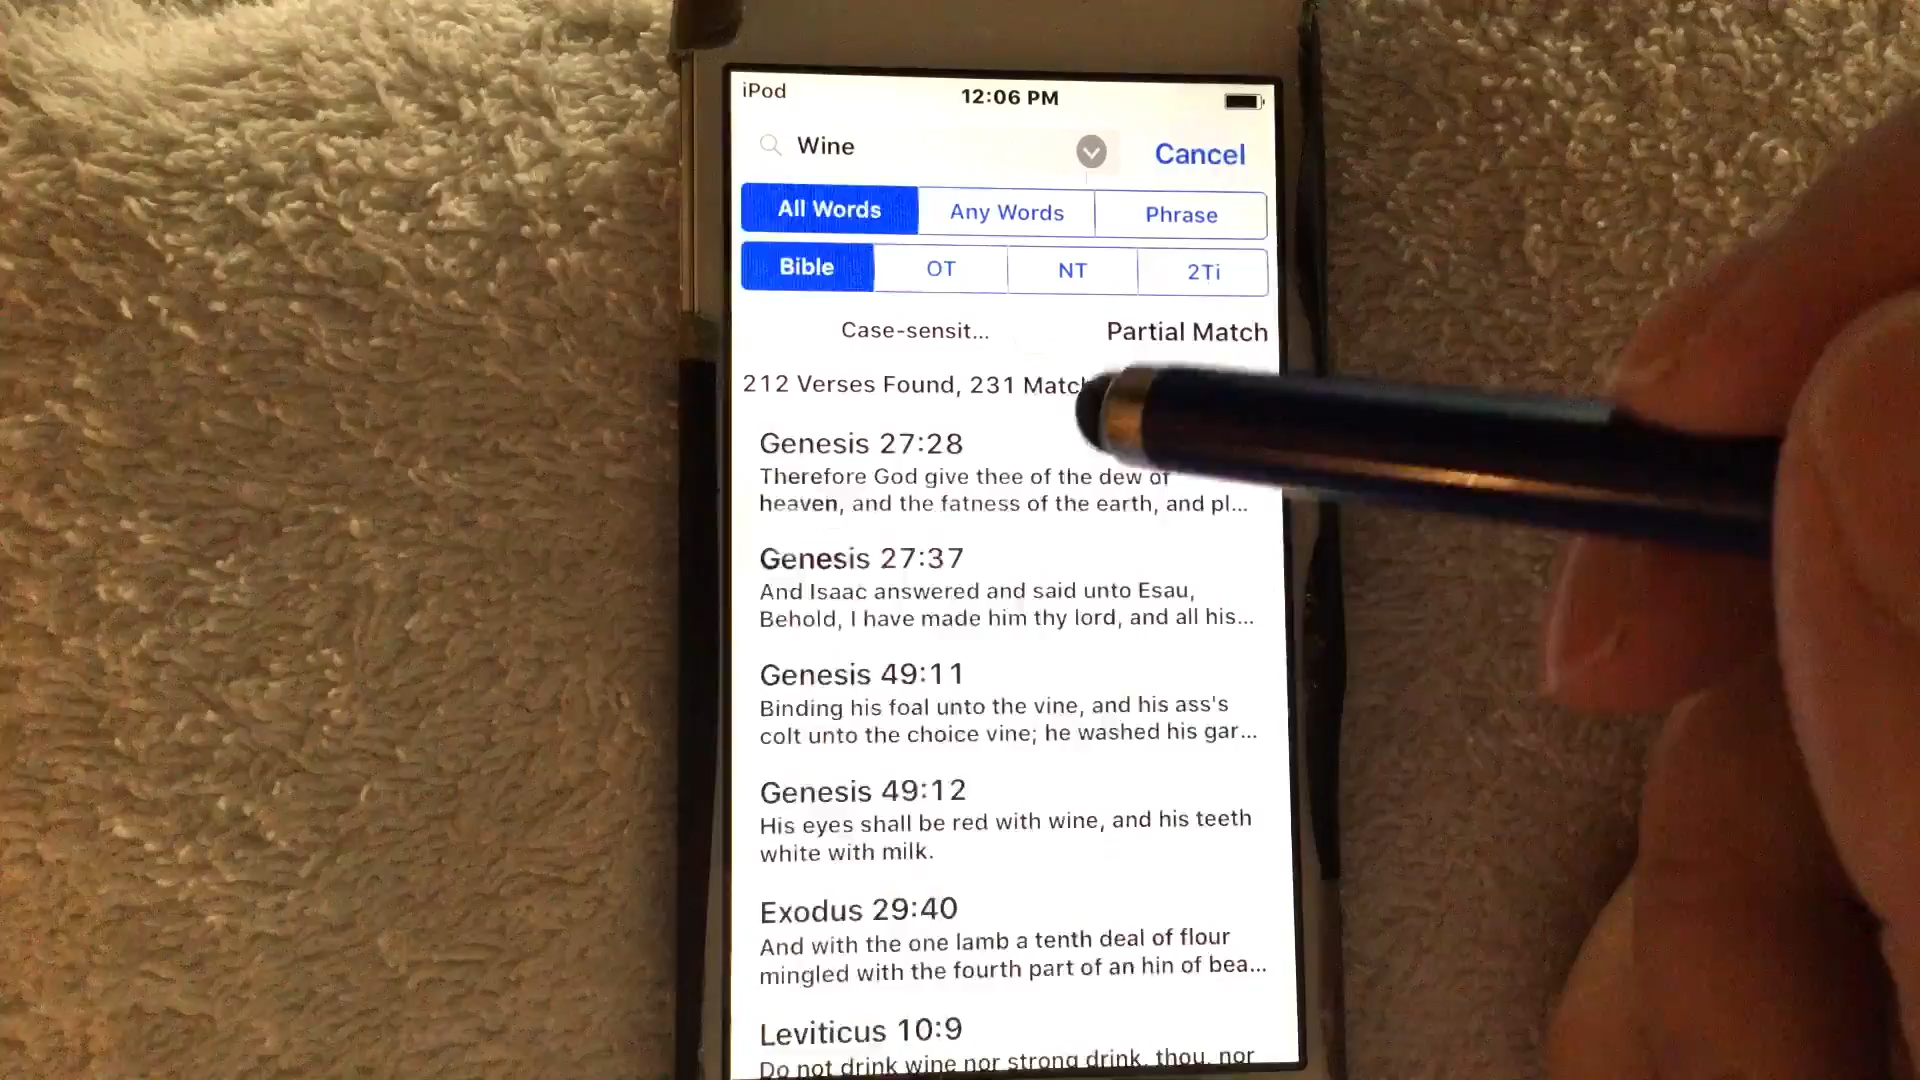 iPod
12:06 PM
Wine
Cancel
All Words Any Words Phrase
Bible OT NT 2Ti
Case-sensit... Partial Match
212 Verses Found, 231
Genesis 27:28
Therefore God give thee of the dew of
heaven, and the fatness of the earth, and pl...
Genesis 27:37
And Isaac answered and said unto Esau,
Behold, I have made him thy lord, and all his...
Genesis 49:11
Binding his foal unto the vine, and his ass's
colt unto the choice vine; he washed his gar...
Genesis 49:12
His eyes shall be red with wine, and his teeth
white with milk.
Exodus 29:40
And with the one lamb a tenth deal of flour
mingled with the fourth part of an hin of bea...
Leviticus 10:9
Do not drink wine nor strong drink, thou, nor